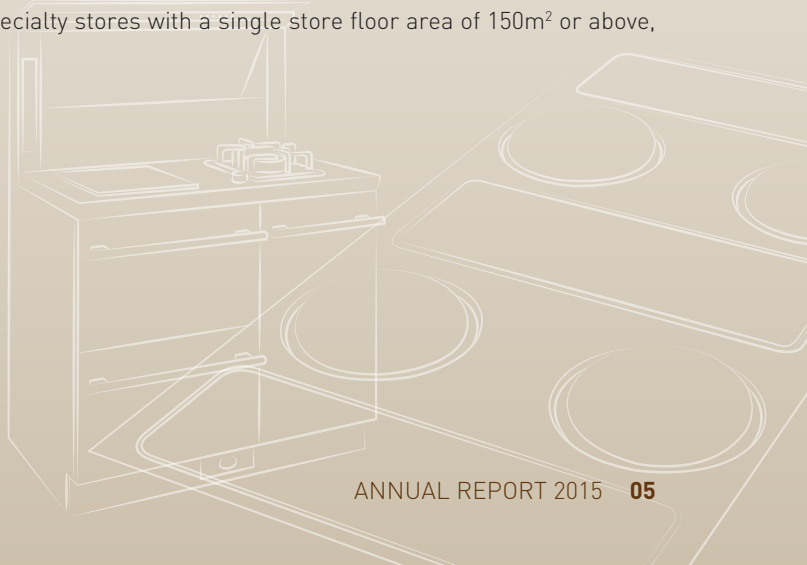 ecialty stores with a single store floor area of 150m² or above,
ANNUAL REPORT 2015 05